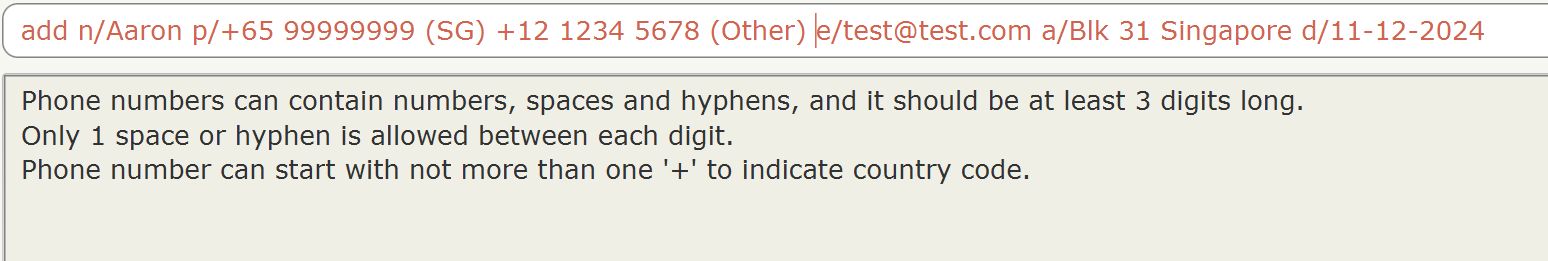 add n/Aaron p/+65 99999999 (SG) +12 1234 5678 (Other) e/test@test.com a/Blk 31 Singapore d/11-12-2024
Phone numbers can contain numbers, spaces and hyphens, and it should be at least 3 digits long.
Only 1 space or hyphen is allowed between each digit.
Phone number can start with not more than one '+' to indicate country code.